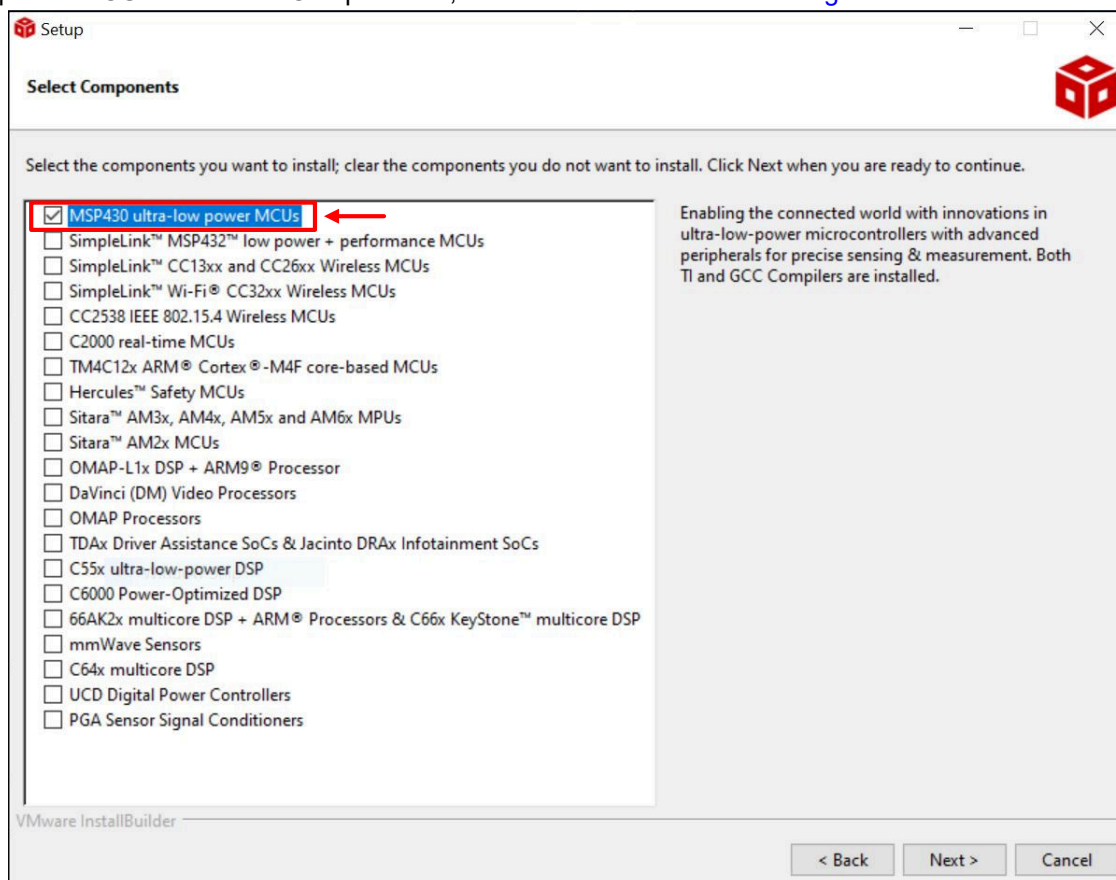 Setup
Select Components
Select the components you want to install; clear the components you do not want to install. Click Next when you are ready to continue.
MSP430 ultra-low power MCUs
SimpleLink™ MSP432™ low power + performance MCUs
SimpleLink™ CC13xx and CC26xx Wireless MCUs
SimpleLink™ Wi-Fi® CC32xx Wireless MCUs
CC2538 IEEE 802.15.4 Wireless MCUs
C2000 real-time MCUs
TM4C12x ARM® Cortex®-M4F core-based MCUs
Hercules™ Safety MCUs
Sitara™ AM3x, AM4x, AM5x and AM6x MPUs
Sitara™ AM2x MCUs
OMAP-L1x DSP + ARM9® Processor
DaVinci (DM) Video Processors
OMAP Processors
TDAx Driver Assistance SoCs & Jacinto DRAx Infotainment SoCs
C55x ultra-low-power DSP
C6000 Power-Optimized DSP
66AK2x multicore DSP + ARM® Processors & C66x KeyStone™ multicore DSP
mmWave Sensors
C64x multicore DSP
UCD Digital Power Controllers
PGA Sensor Signal Conditioners
Enabling the connected world with innovations in
ultra-low-power microcontrollers with advanced
peripherals for precise sensing & measurement. Both
TI and GCC Compilers are installed.
VMware InstallBuilder
< Back
Next >
Cancel